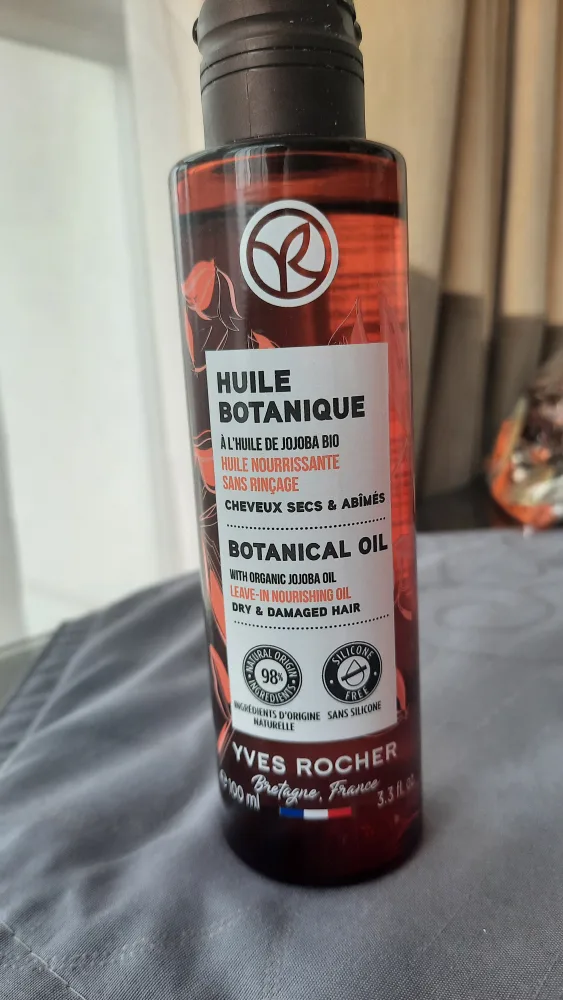 HUILE
BOTANIQUE
À L'HUILE DE JOJOBA BIO
HUILE NOURRISSANTE
SANS RINÇAGE
CHEVEUX SECS & ABÎMÉS
BOTANICAL OIL
WITH ORGANIC JOJOBA OIL
LEAVE-IN NOURISHING OIL
DRY & DAMAGED HAIR
NATURAL ORIGIN
98%
INGREDIENTS
SILICONE
FREE
INGRÉDIENTS D'ORIGINE
NATURELLE
SANS SILICONE
YVES ROCHER
Bretagne, France
100 ml
3.3 fl.